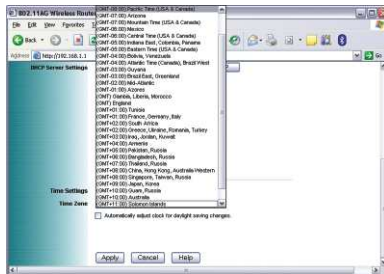 802.11AG Wireless Route
File Edit View Favorites
Back
Address http://192.168.1.1 Go
DHCP Server Settings
(GMT-08:00) Pacific Time (USA & Canada)
(GMT-07:00) Arizona
(GMT-07:00) Mountain Time (USA & Canada)
(GMT-06:00) Mexico
(GMT-06:00) Central Time (USA & Canada)
(GMT-05:00) Indiana East, Colombia, Panama
(GMT-05:00) Eastern Time (USA & Canada)
(GMT-04:00) Bolivia, Venezuela
(GMT-04:00) Atlantic Time (Canada), Brazil West
(GMT-03:00) Guyana
(GMT-03:00) Brazil East, Greenland
(GMT-02:00) Mid-Atlantic
(GMT-01:00) Azores
(GMT) Gambia, Liberia, Morocco
(GMT) England
(GMT+01:00) Tunisia
(GMT+01:00) France, Germany, Italy
(GMT+02:00) South Africa
(GMT+02:00) Greece, Ukraine, Romania, Turkey
(GMT+03:00) Iraq, Jordan, Kuwait
(GMT+04:00) Armenia
(GMT+05:00) Pakistan, Russia
(GMT+06:00) Bangladesh, Russia
(GMT+07:00) Thailand, Russia
(GMT+08:00) China, Hong Kong, Australia Western
(GMT+08:00) Singapore, Taiwan, Russia
(GMT+09:00) Japan, Korea
(GMT+10:00) Guam, Russia
(GMT+10:00) Australia
(GMT+11:00) Solomon Islands
Time Settings
Time Zone
Automatically adjust clock for daylight saving changes.
Apply Cancel Help